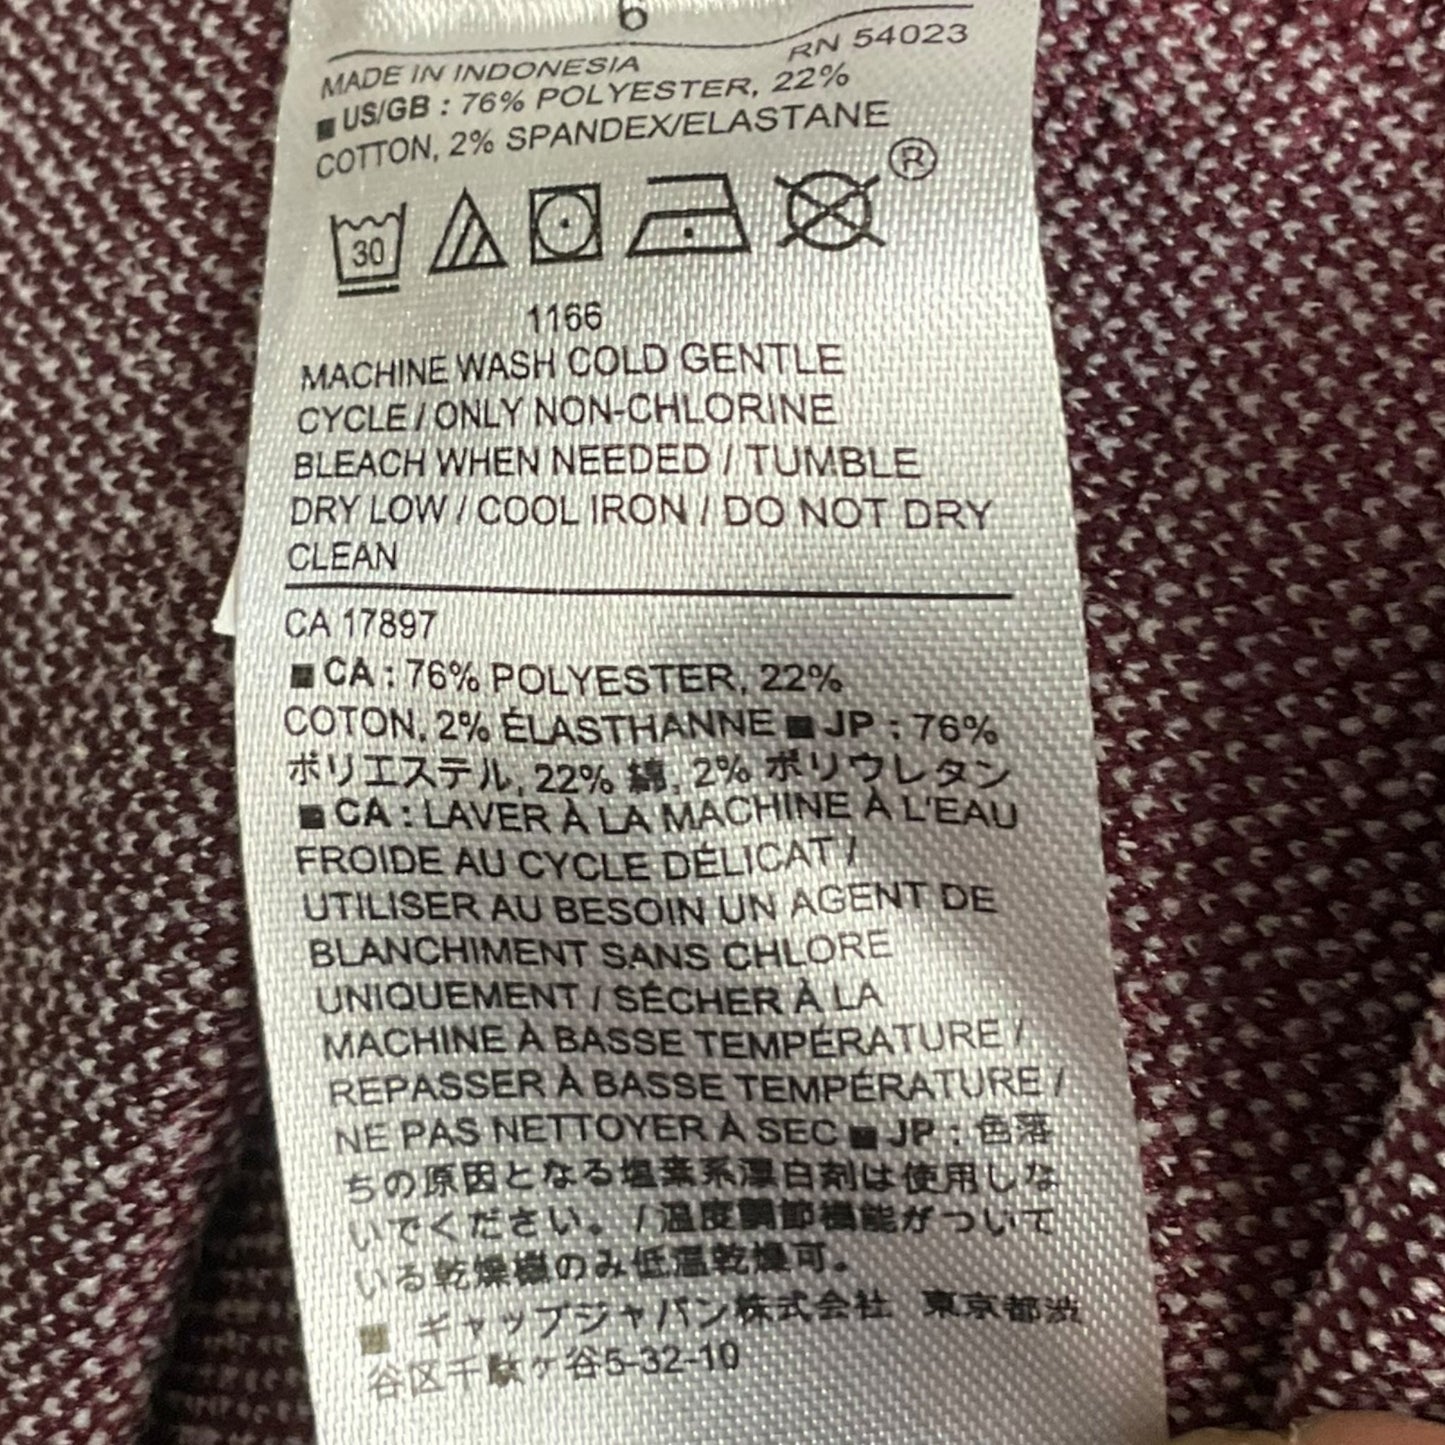 6
RN 54023
MADE IN INDONESIA
US/GB : 76% POLYESTER, 22%
COTTON, 2% SPANDEX/ELASTANE
®
30
1166
MACHINE WASH COLD GENTLE
CYCLE / ONLY NON-CHLORINE
BLEACH WHEN NEEDED / TUMBLE
DRY LOW / COOL IRON / DO NOT DRY
CLEAN
CA 17897
■ CA : 76% POLYESTER, 22%
COTON, 2% ÉLASTHANNE ■ JP : 76%
ポリエステル, 22% 綿, 2% ポリウレタン
■ CA : LAVER À LA MACHINE À L'EAU
FROIDE AU CYCLE DÉLICAT /
UTILISER AU BESOIN UN AGENT DE
BLANCHIMENT SANS CHLORE
UNIQUEMENT / SÉCHER À LA
MACHINE À BASSE TEMPÉRATURE /
REPASSER À BASSE TEMPÉRATURE /
NE PAS NETTOYER À SEC ■ JP : 色落
ちの原因となる塩素系漂白剤は使用しな
いでください。 / 温度調節機能がついて
いる乾燥機のみ低温乾燥可。
■ ギャップジャパン株式会社 東京都渋
谷区千駄ヶ谷5-32-10